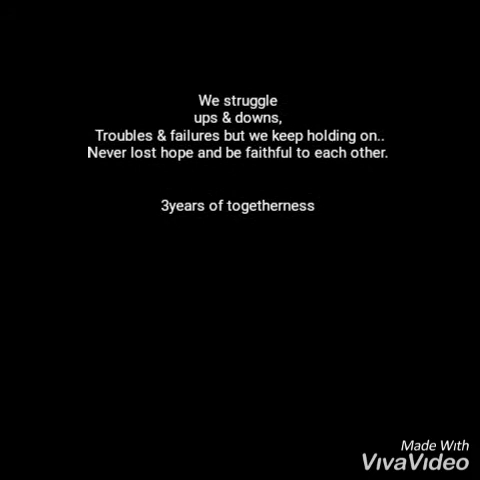 We struggle
ups & downs,
Troubles & failures but we keep holding on..
Never lost hope and be faithful to each other.
3years of togetherness
Made With
VivaVideo